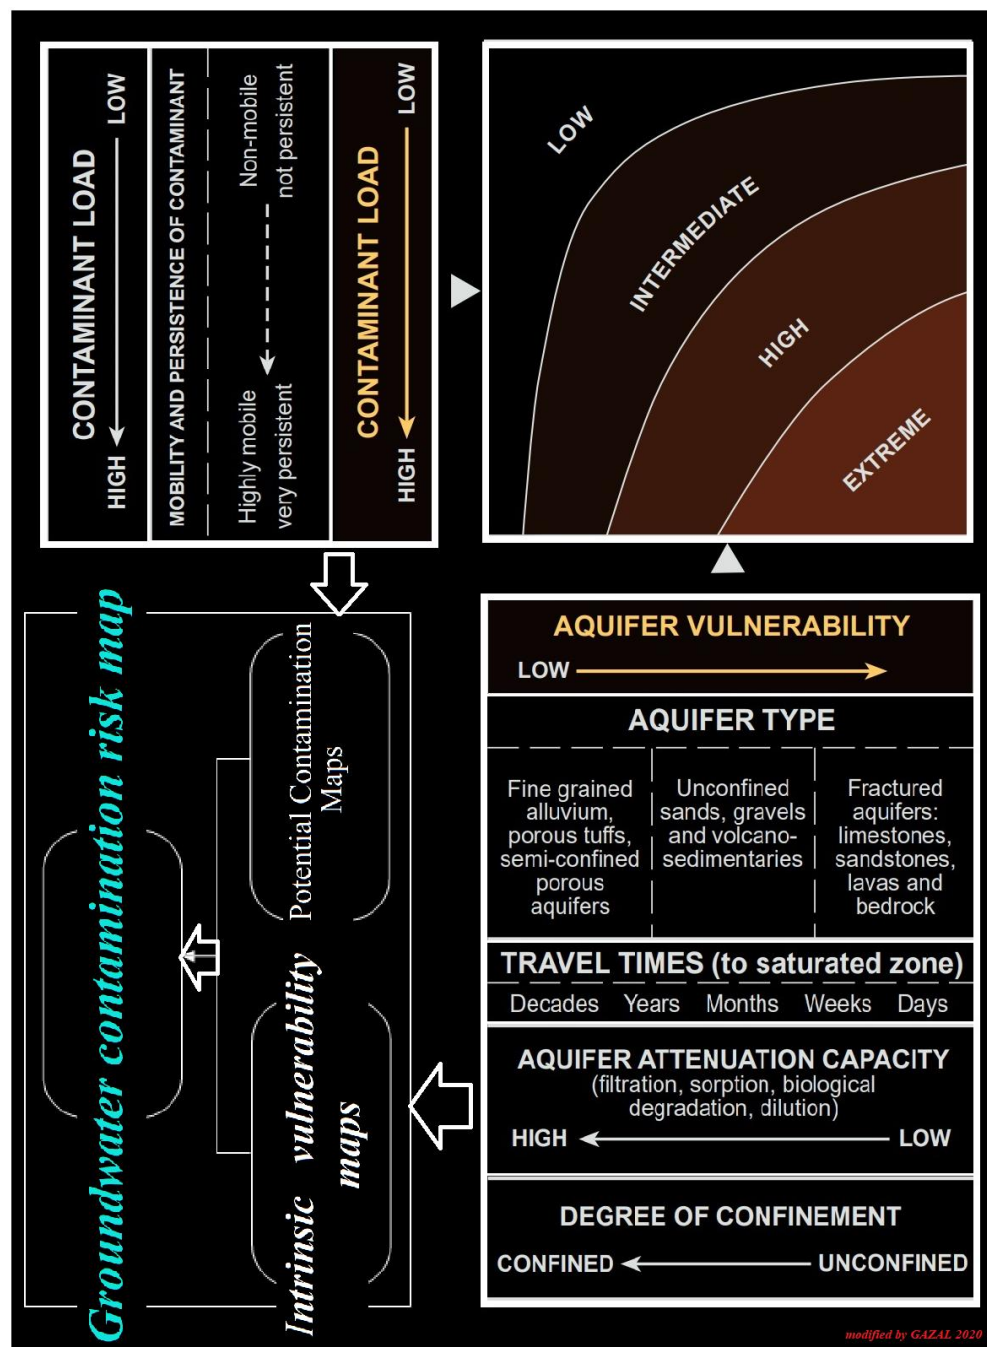 CONTAMINANT LOAD
LOW
HIGH
MOBILITY AND PERSISTENCE OF CONTAMINANT
Non-mobile
not persistent
Highly mobile
very persistent
CONTAMINANT LOAD
LOW
HIGH
LOW
INTERMEDIATE
HIGH
EXTREME
Groundwater contamination risk map
Potential Contamination
Maps
Intrinsic vulnerability
maps
AQUIFER VULNERABILITY
LOW
AQUIFER TYPE
Fine grained
alluvium,
porous tuffs,
semi-confined
porous
aquifers
Unconfined
sands, gravels
and volcano-
sedimentaries
Fractured
aquifers:
limestones,
sandstones,
lavas and
bedrock
TRAVEL TIMES (to saturated zone)
Decades Years Months Weeks Days
AQUIFER ATTENUATION CAPACITY
(filtration, sorption, biological
degradation, dilution)
HIGH LOW
DEGREE OF CONFINEMENT
CONFINED UNCONFINED
modified by GAZAL 2020